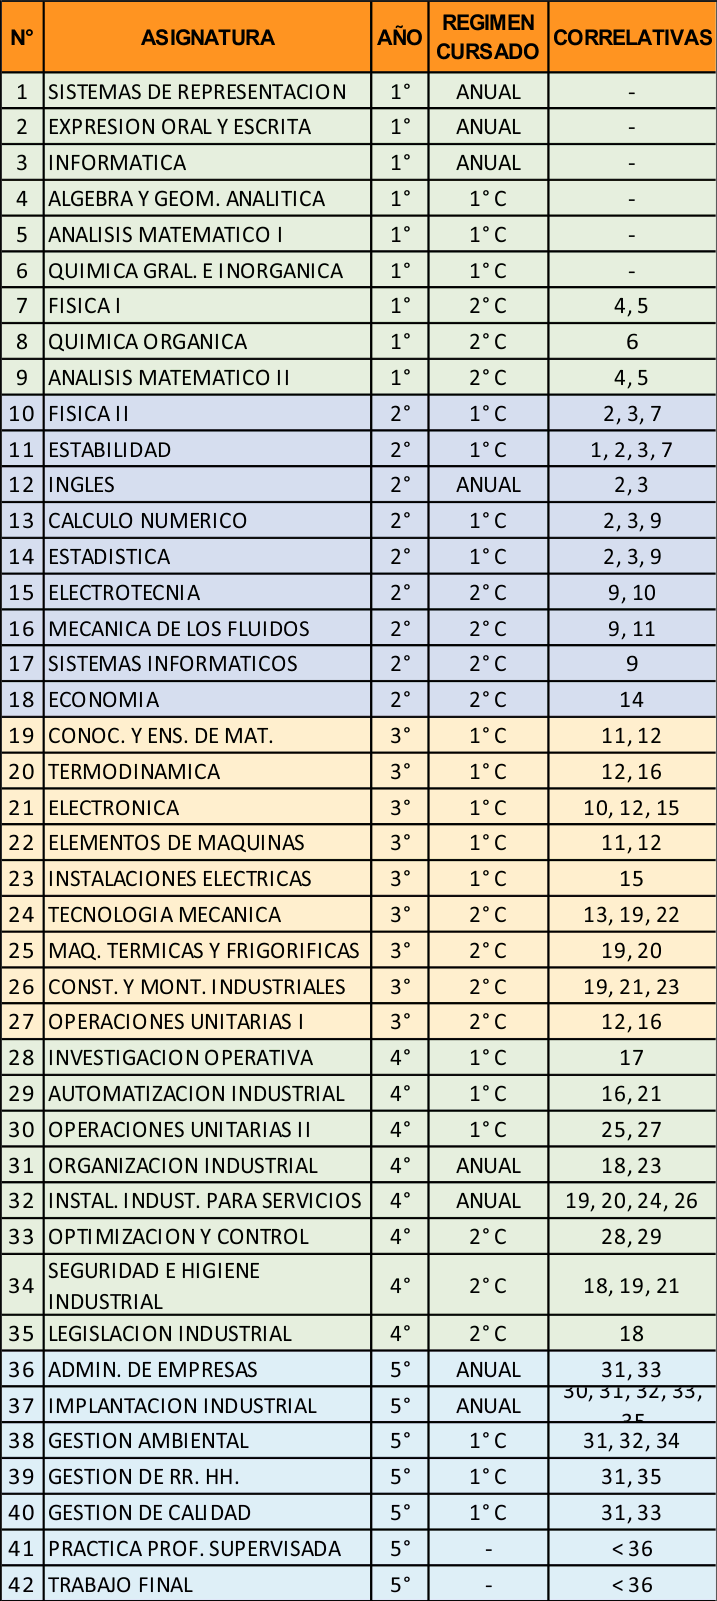 N° ASIGNATURA AÑO REGIMEN CURSADO CORRELATIVAS
1 SISTEMAS DE REPRESENTACION 1° ANUAL -
2 EXPRESION ORAL Y ESCRITA 1° ANUAL -
3 INFORMATICA 1° ANUAL -
4 ALGEBRA Y GEOM. ANALITICA 1° 1° C -
5 ANALISIS MATEMATICO I 1° 1° C -
6 QUIMICA GRAL. E INORGANICA 1° 1° C -
7 FISICA I 1° 2° C 4, 5
8 QUIMICA ORGANICA 1° 2° C 6
9 ANALISIS MATEMATICO II 1° 2° C 4, 5
10 FISICA II 2° 1° C 2, 3, 7
11 ESTABILIDAD 2° 1° C 1, 2, 3, 7
12 INGLES 2° ANUAL 2, 3
13 CALCULO NUMERICO 2° 1° C 2, 3, 9
14 ESTADISTICA 2° 1° C 2, 3, 9
15 ELECTROTECNIA 2° 2° C 9, 10
16 MECANICA DE LOS FLUIDOS 2° 2° C 9, 11
17 SISTEMAS INFORMATICOS 2° 2° C 9
18 ECONOMIA 2° 2° C 14
19 CONOC. Y ENS. DE MAT. 3° 1° C 11, 12
20 TERMODINAMICA 3° 1° C 12, 16
21 ELECTRONICA 3° 1° C 10, 12, 15
22 ELEMENTOS DE MAQUINAS 3° 1° C 11, 12
23 INSTALACIONES ELECTRICAS 3° 1° C 15
24 TECNOLOGIA MECANICA 3° 2° C 13, 19, 22
25 MAQ. TERMICAS Y FRIGORIFICAS 3° 2° C 19, 20
26 CONST. Y MONT. INDUSTRIALES 3° 2° C 19, 21, 23
27 OPERACIONES UNITARIAS I 3° 2° C 12, 16
28 INVESTIGACION OPERATIVA 4° 1° C 17
29 AUTOMATIZACION INDUSTRIAL 4° 1° C 16, 21
30 OPERACIONES UNITARIAS II 4° 1° C 25, 27
31 ORGANIZACION INDUSTRIAL 4° ANUAL 18, 23
32 INSTAL. INDUST. PARA SERVICIOS 4° ANUAL 19, 20, 24, 26
33 OPTIMIZACION Y CONTROL 4° 2° C 28, 29
34 SEGURIDAD E HIGIENE INDUSTRIAL 4° 2° C 18, 19, 21
35 LEGISLACION INDUSTRIAL 4° 2° C 18
36 ADMIN. DE EMPRESAS 5° ANUAL 31, 33
37 IMPLANTACION INDUSTRIAL 5° ANUAL 30, 31, 32, 33, 35
38 GESTION AMBIENTAL 5° 1° C 31, 32, 34
39 GESTION DE RR. HH. 5° 1° C 31, 35
40 GESTION DE CALIDAD 5° 1° C 31, 33
41 PRACTICA PROF. SUPERVISADA 5° - < 36
42 TRABAJO FINAL 5° - < 36